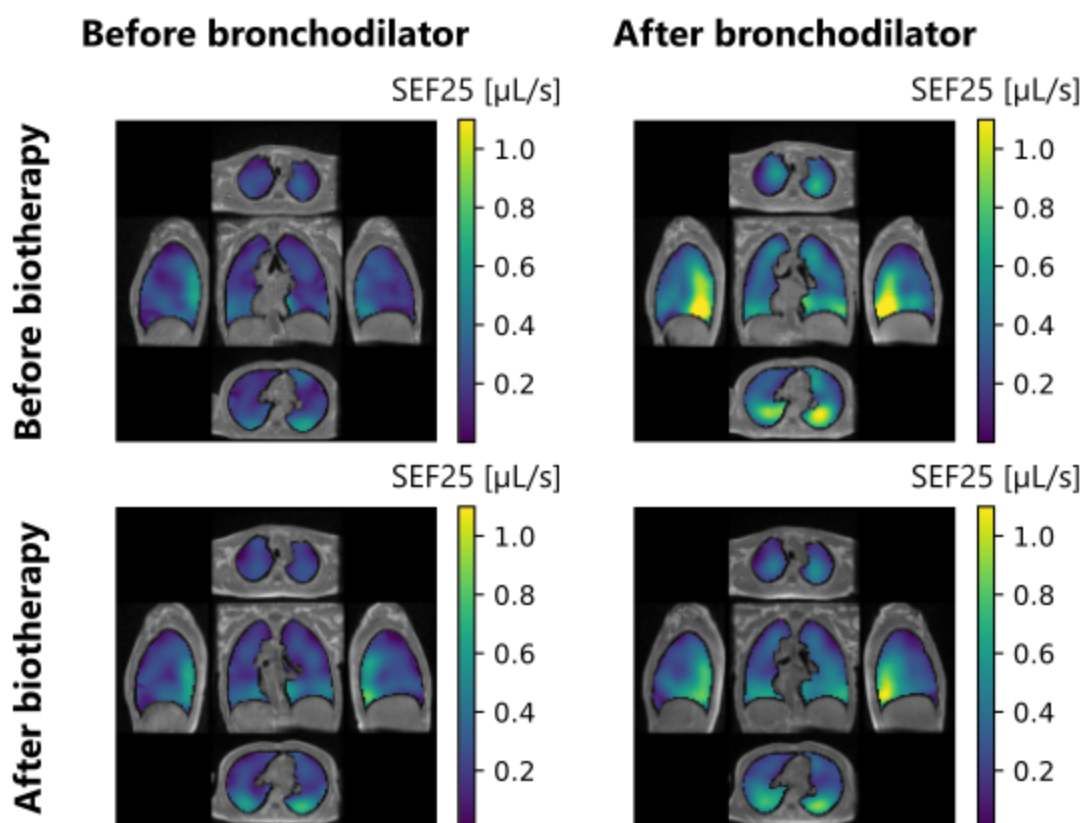 Before bronchodilator
After bronchodilator
SEF25 [µL/s]
SEF25 [µL/s]
Before biotherapy
1.0
0.8
0.6
0.4
0.2
1.0
0.8
0.6
0.4
0.2
SEF25 [µL/s]
SEF25 [µL/s]
After biotherapy
1.0
0.8
0.6
0.4
0.2
1.0
0.8
0.6
0.4
0.2